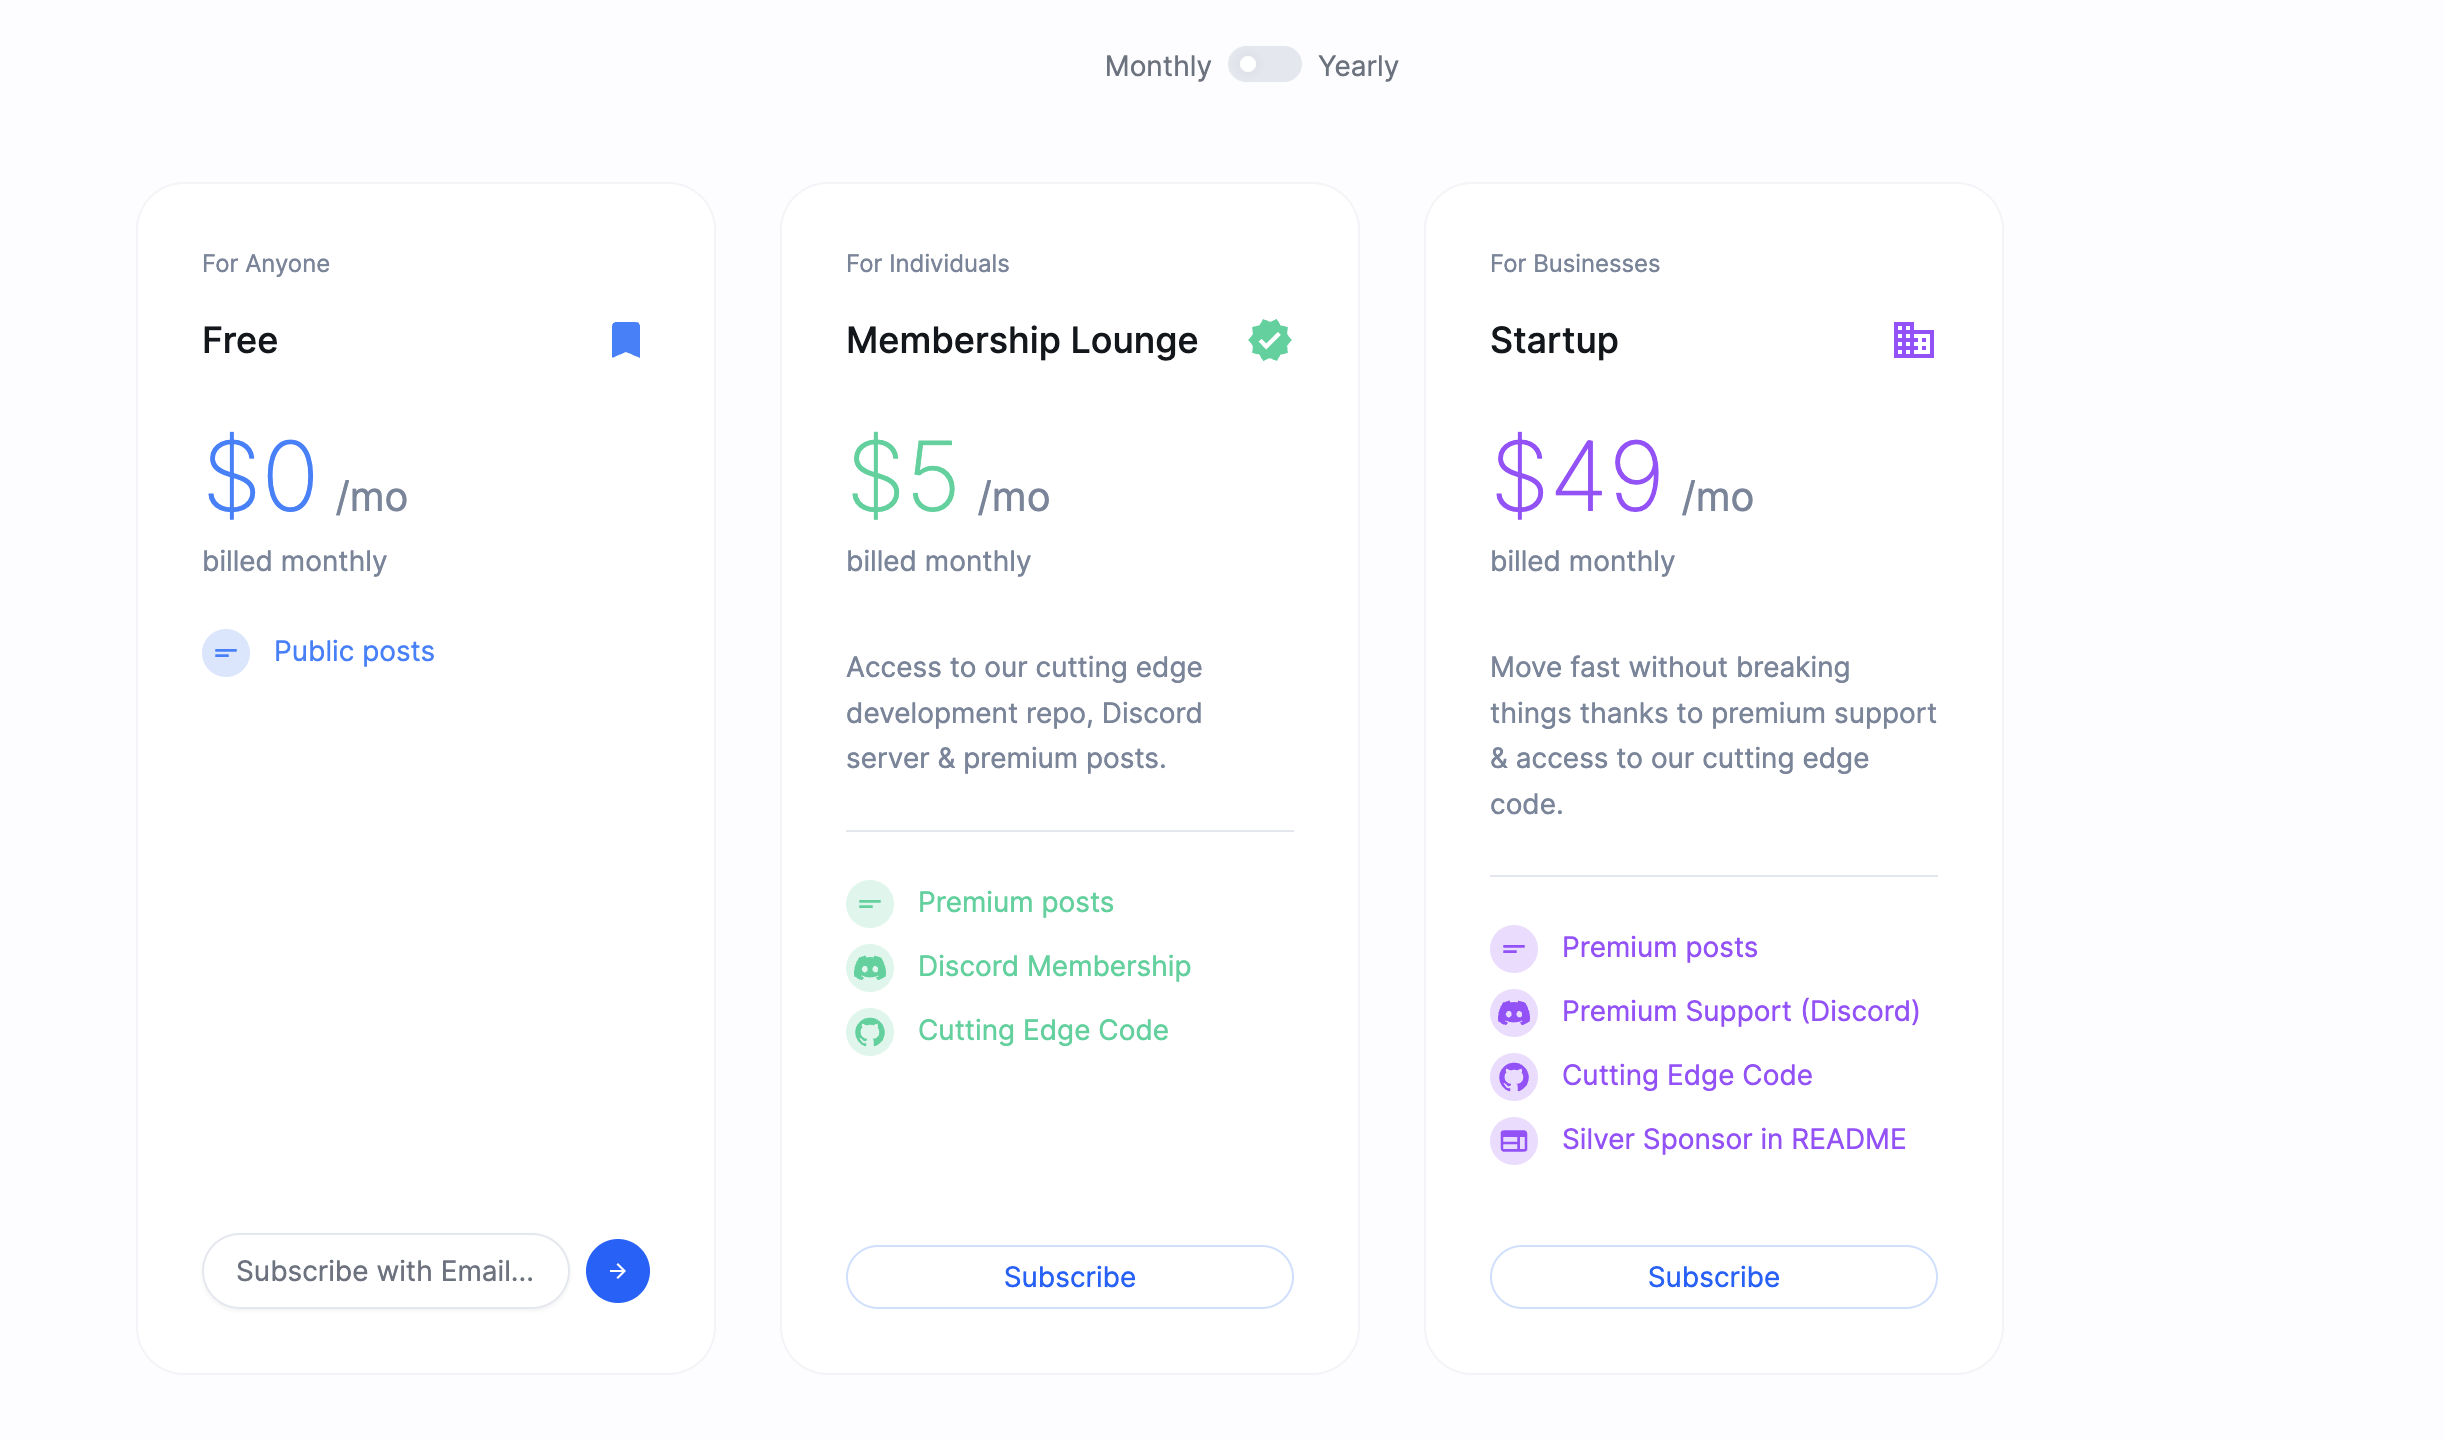 Monthly Yearly
For Anyone
Free
$0 /mo
billed monthly
Public posts
Subscribe with Email...
For Individuals
Membership Lounge
$5 /mo
billed monthly
Access to our cutting edge
development repo, Discord
server & premium posts.
Premium posts
Discord Membership
Cutting Edge Code
Subscribe
For Businesses
Startup
$49 /mo
billed monthly
Move fast without breaking
things thanks to premium support
& access to our cutting edge
code.
Premium posts
Premium Support (Discord)
Cutting Edge Code
Silver Sponsor in README
Subscribe